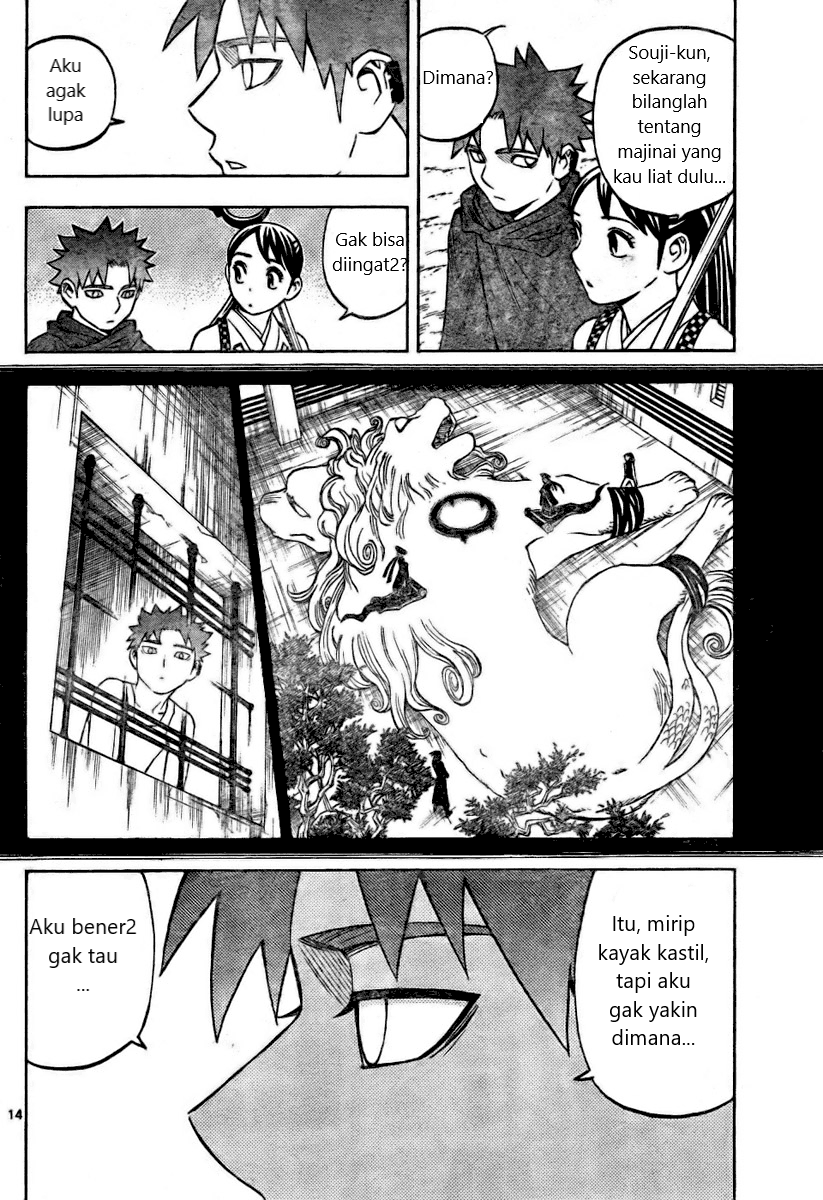 Souji-kun,
sekarang
bilanglah
tentang
majinai yang
kau liat dulu...
Dimana?
Aku
agak
lupa
Gak bisa
diingat2?
Itu, mirip
kayak kastil,
tapi aku
gak yakin
dimana...
Aku bener2
gak tau
...
14